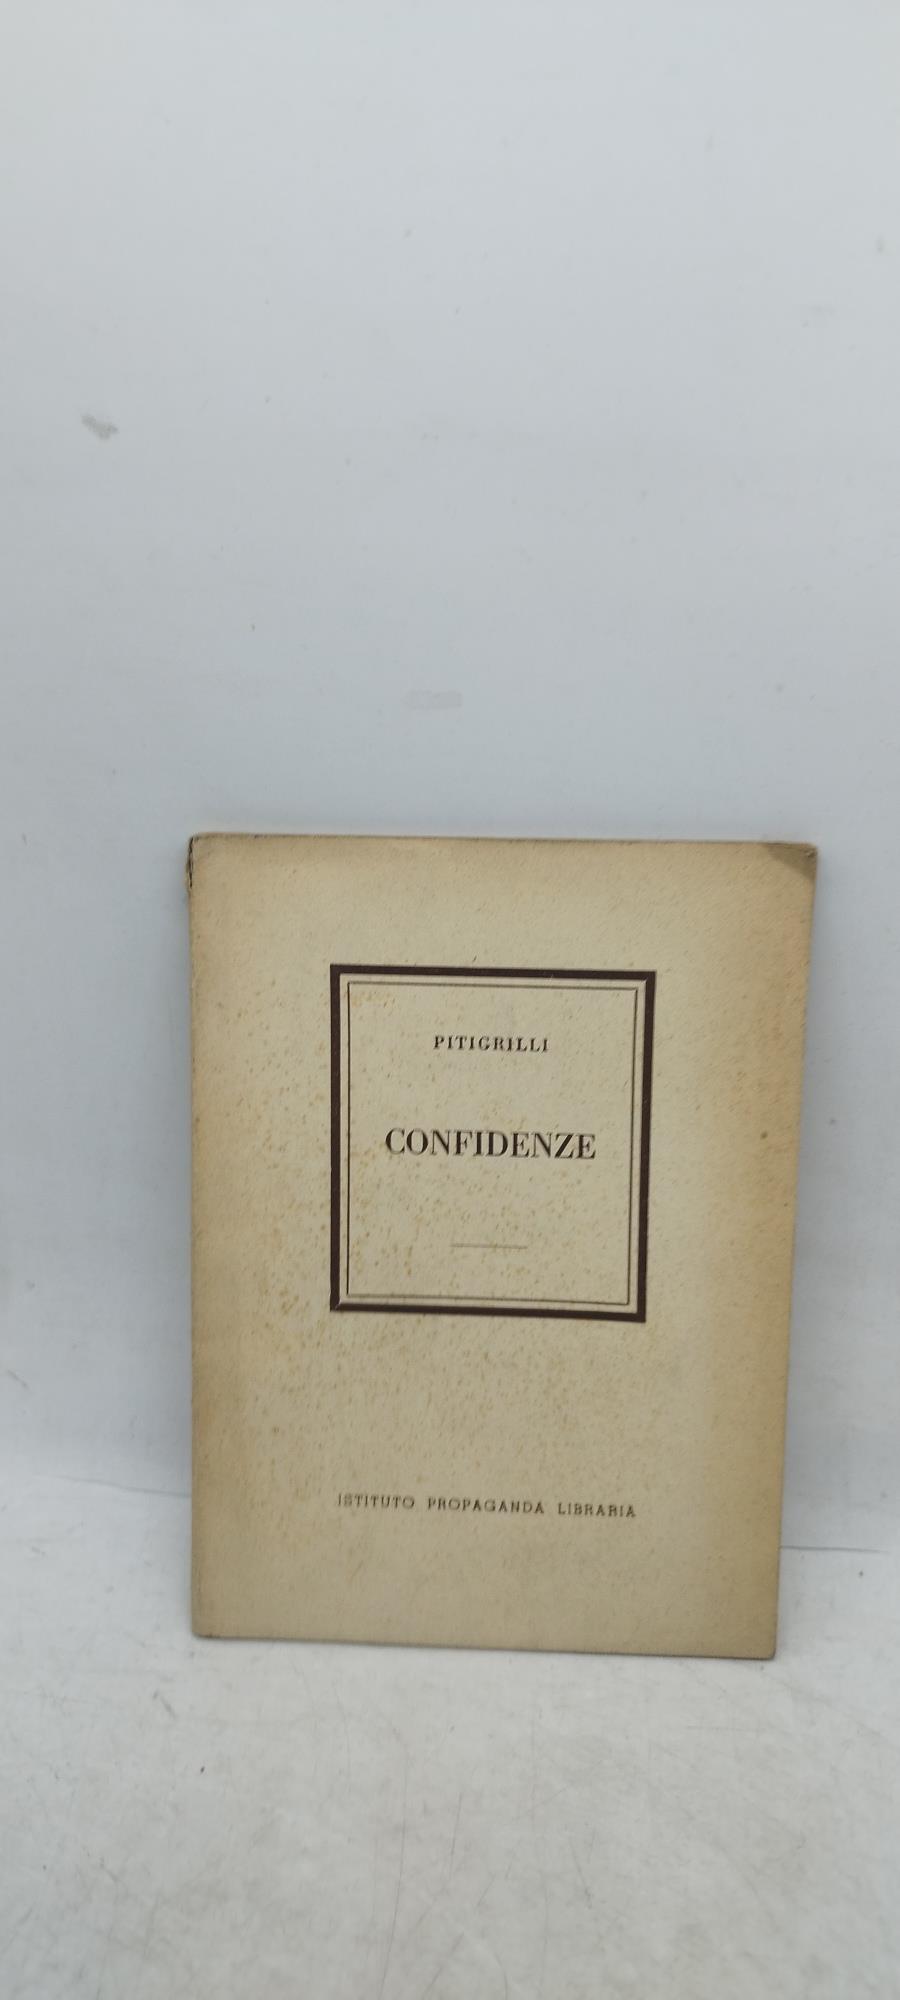 PITIGRILLI
CONFIDENZE
ISTITUTO PROPAGANDA LIBRARIA